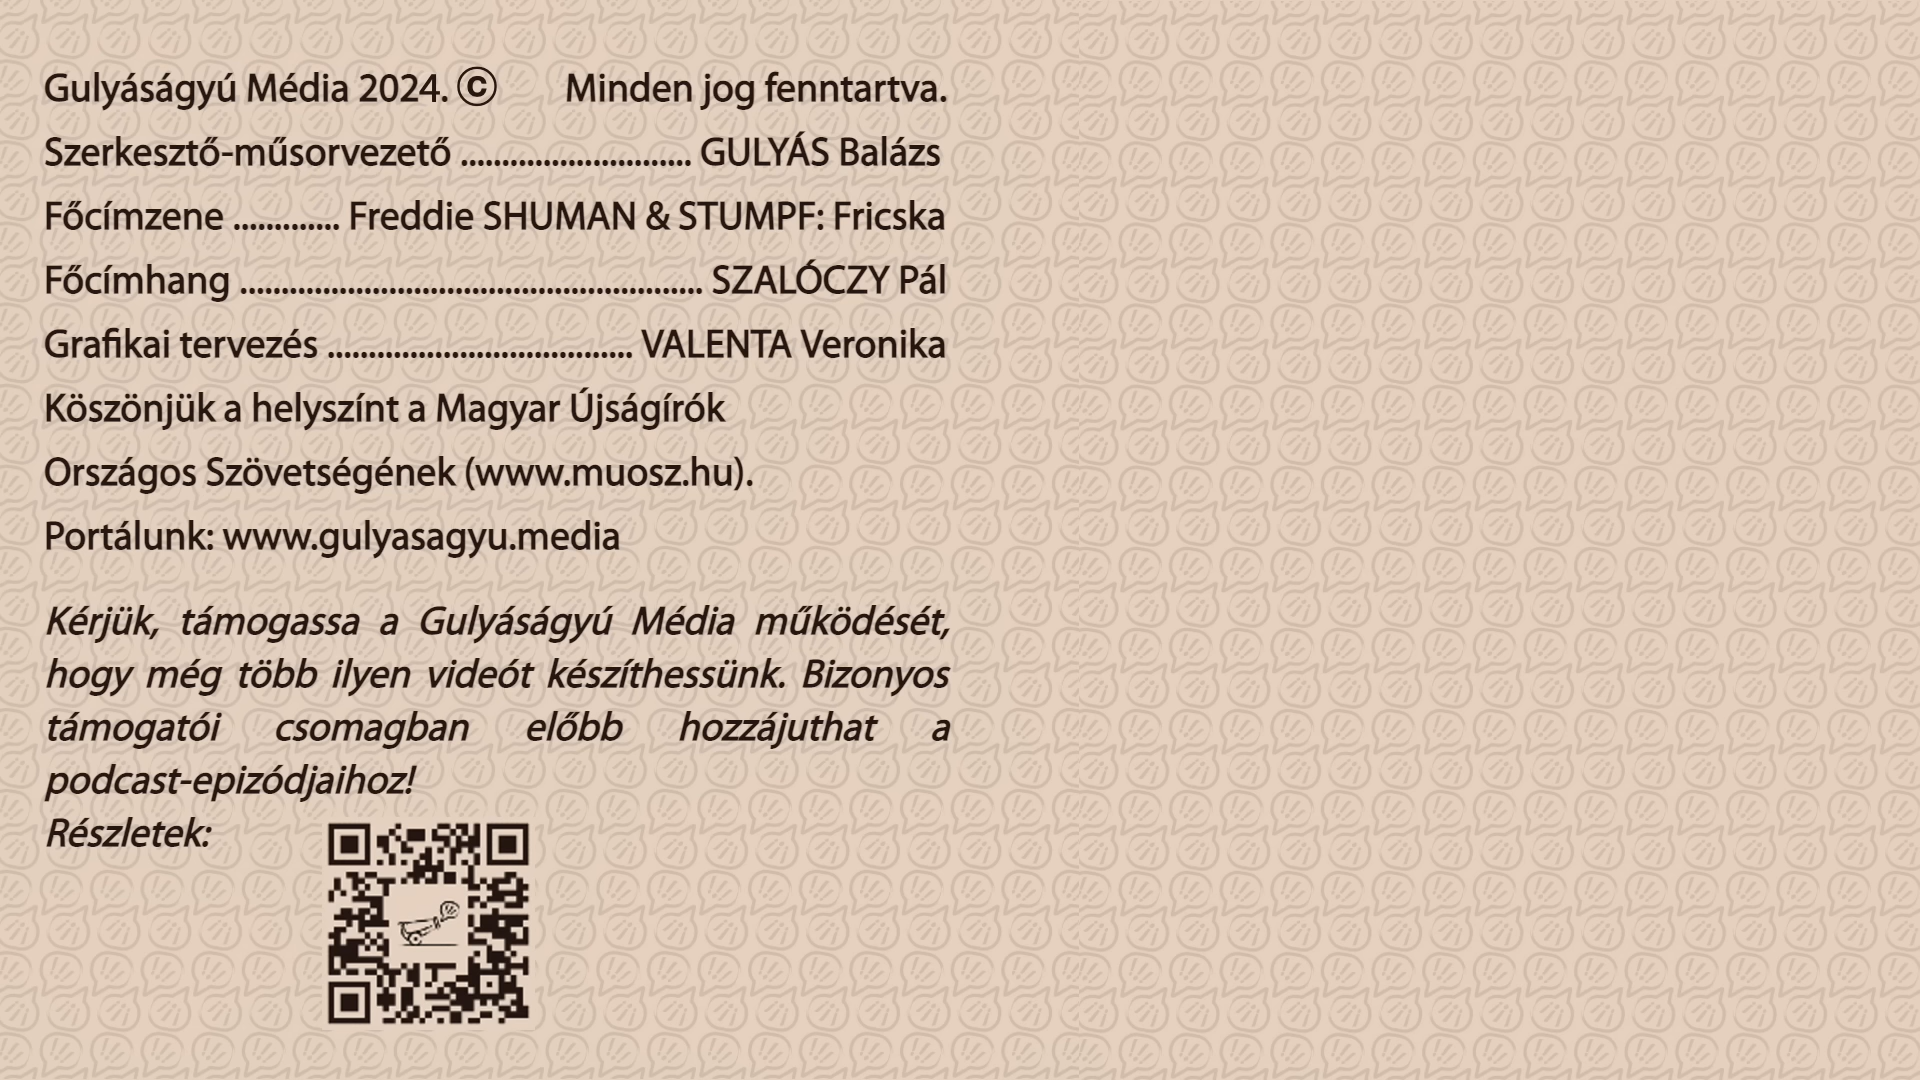 Gulyáságyú Média 2024. © Minden jog fenntartva.
Szerkesztő-műsorvezető ............................ GULYÁS Balázs
Főcímzene ............. Freddie SHUMAN & STUMPF: Fricska
Főcímhang ........................................................ SZALÓCZY Pál
Grafikai tervezés ..................................... VALENTA Veronika
Köszönjük a helyszínt a Magyar Újságírók
Országos Szövetségének (www.muosz.hu).
Portálunk: www.gulyasagyu.media
Kérjük, támogassa a Gulyáságyú Média működését,
hogy még több ilyen videót készíthessünk. Bizonyos
támogatói csomagban előbb hozzájuthat a
podcast-epizódjaihoz!
Részletek: